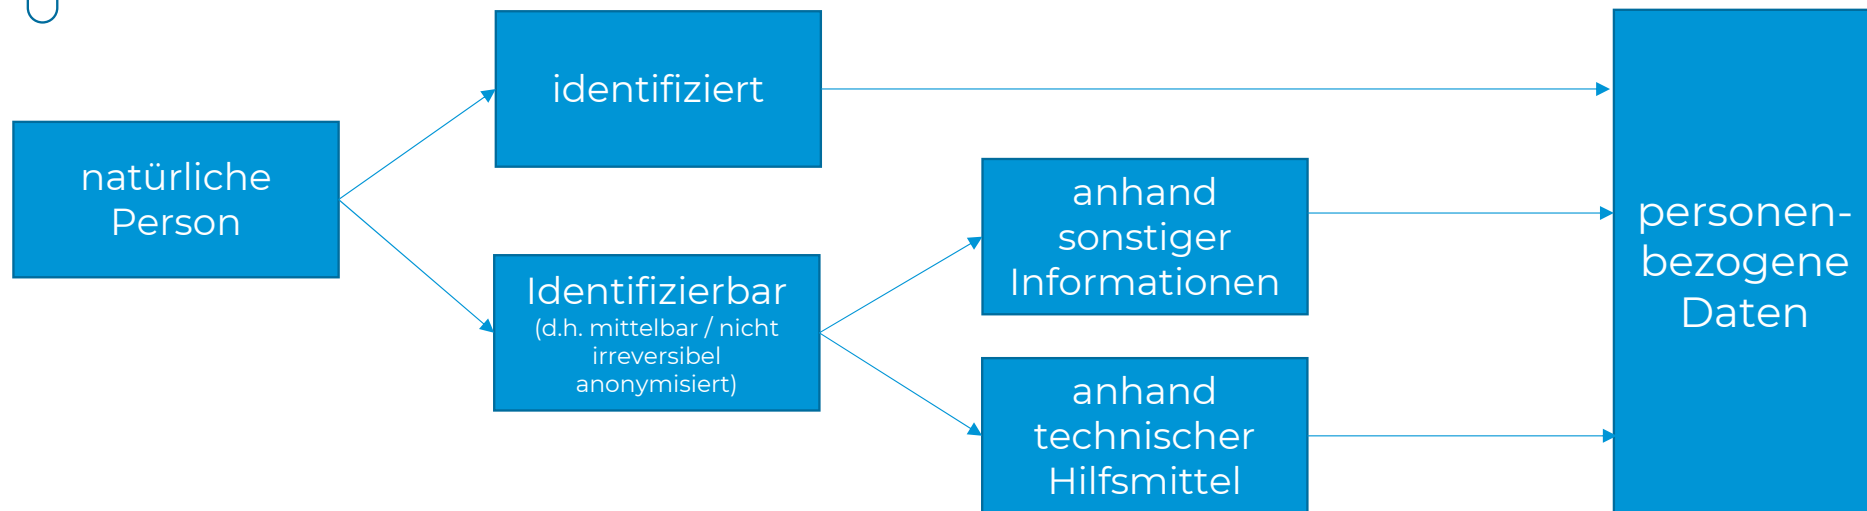 identifiziert
natürliche
Person
Identifizierbar
(d.h. mittelbar / nicht
irreversibel
anonymisiert)
anhand
sonstiger
Informationen
anhand
technischer
Hilfsmittel
personen-
bezogene
Daten